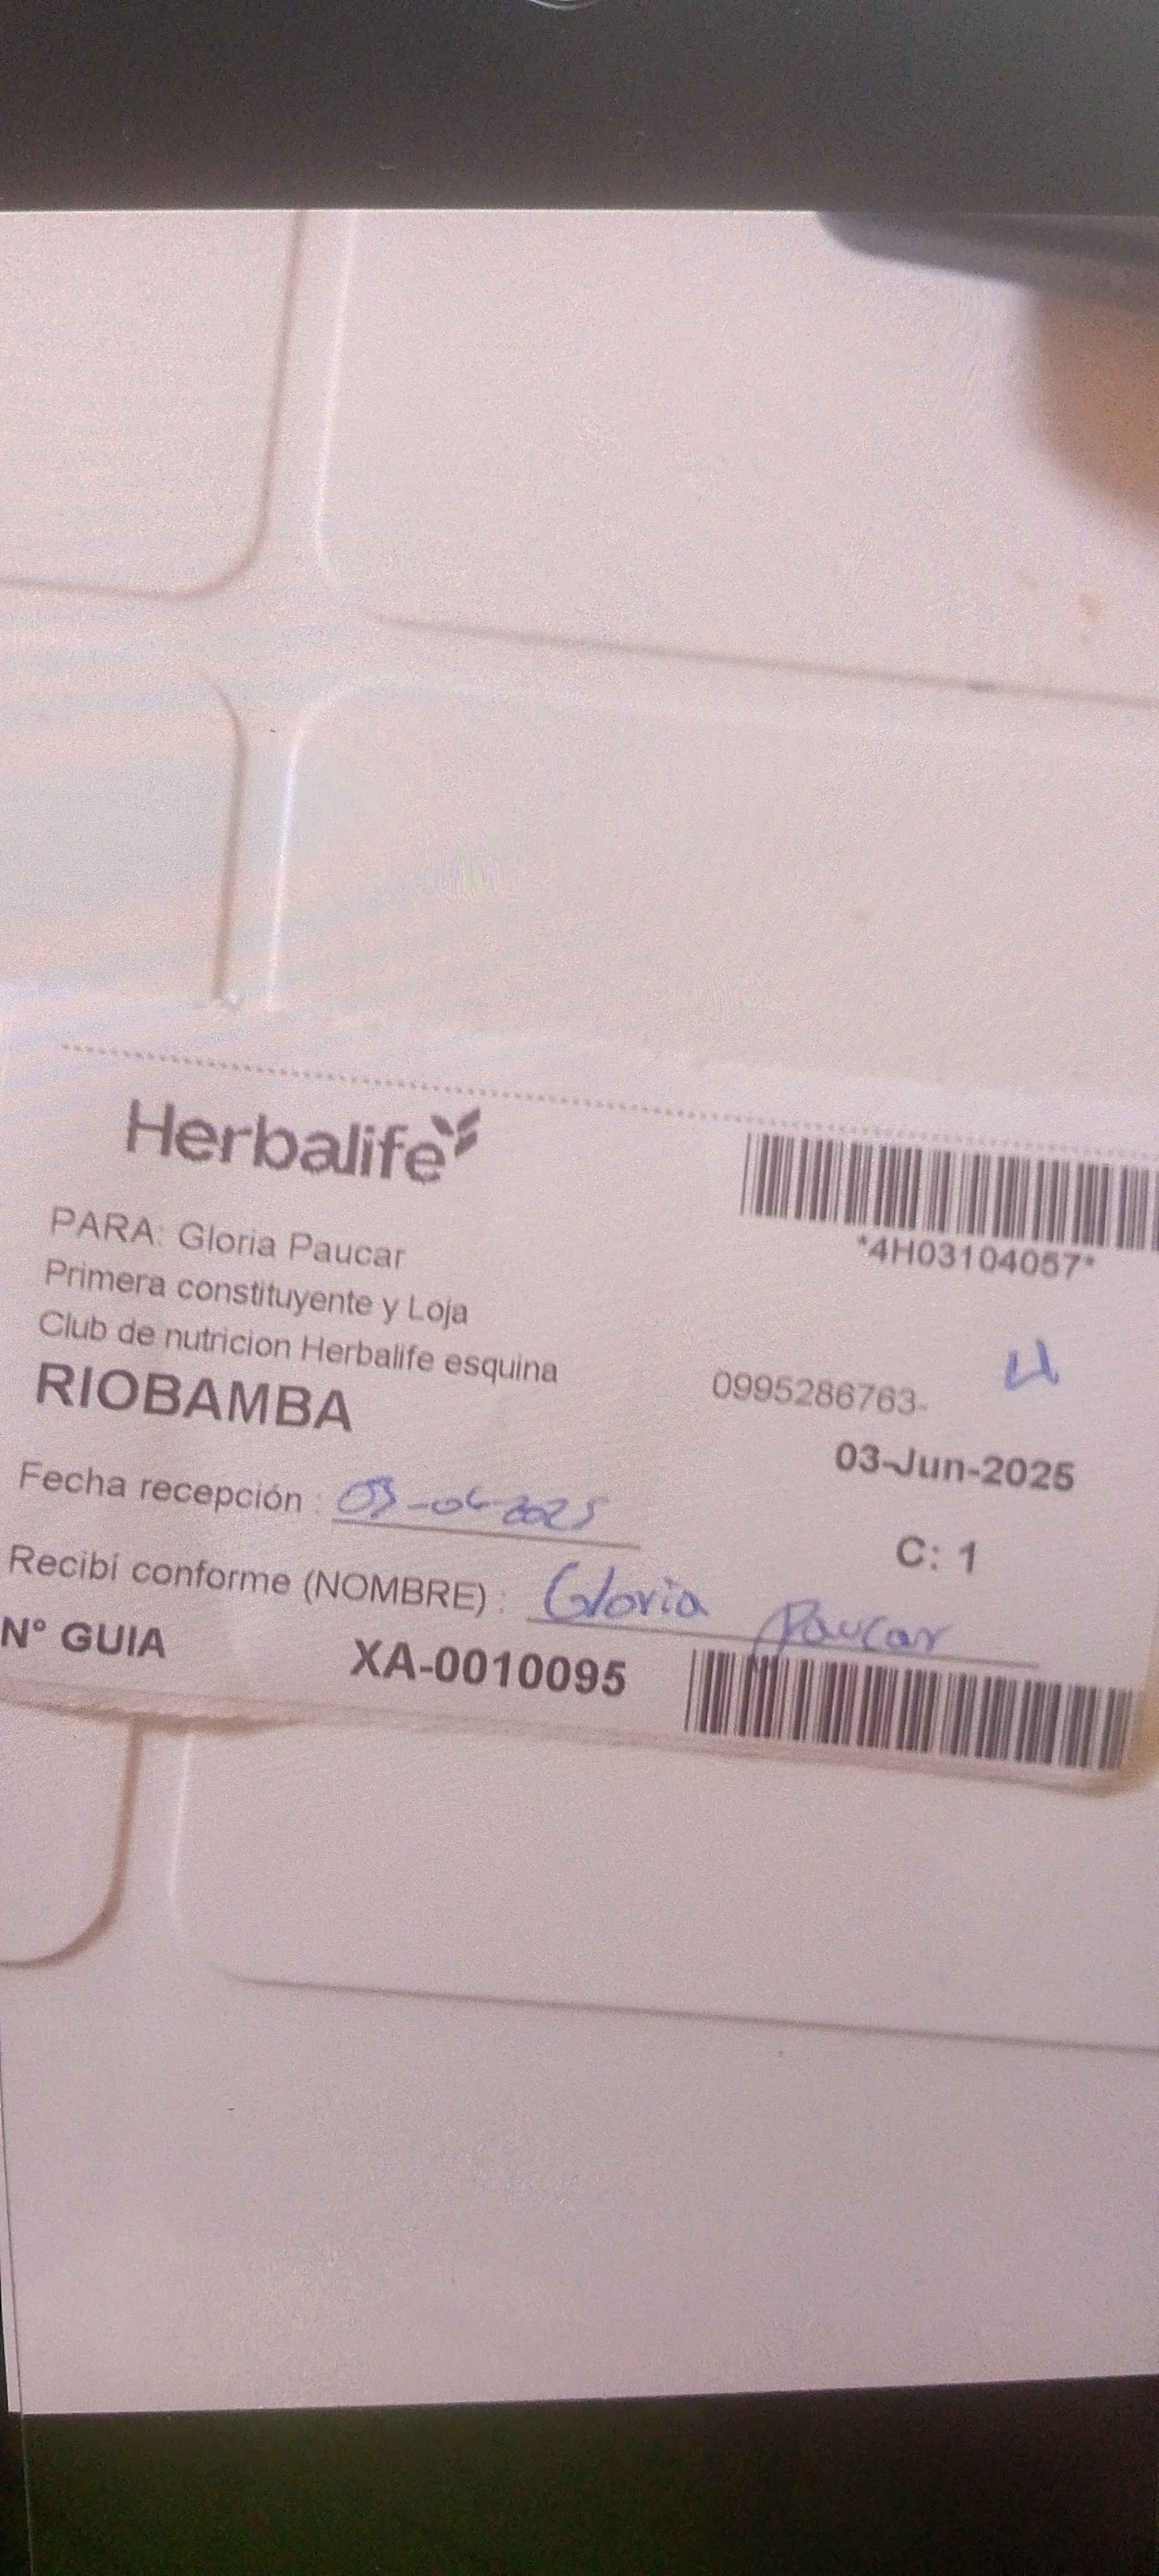 Herbalife
*4H03104057*
PARA: Gloria Paucar
Primera constituyente y Loja
Club de nutricion Herbalife esquina
0995286763-
RIOBAMBA
03-Jun-2025
Fecha recepción : 03-06-2025
C: 1
Recibí conforme (NOMBRE) : Gloria Paucar
N° GUIA XA-0010095